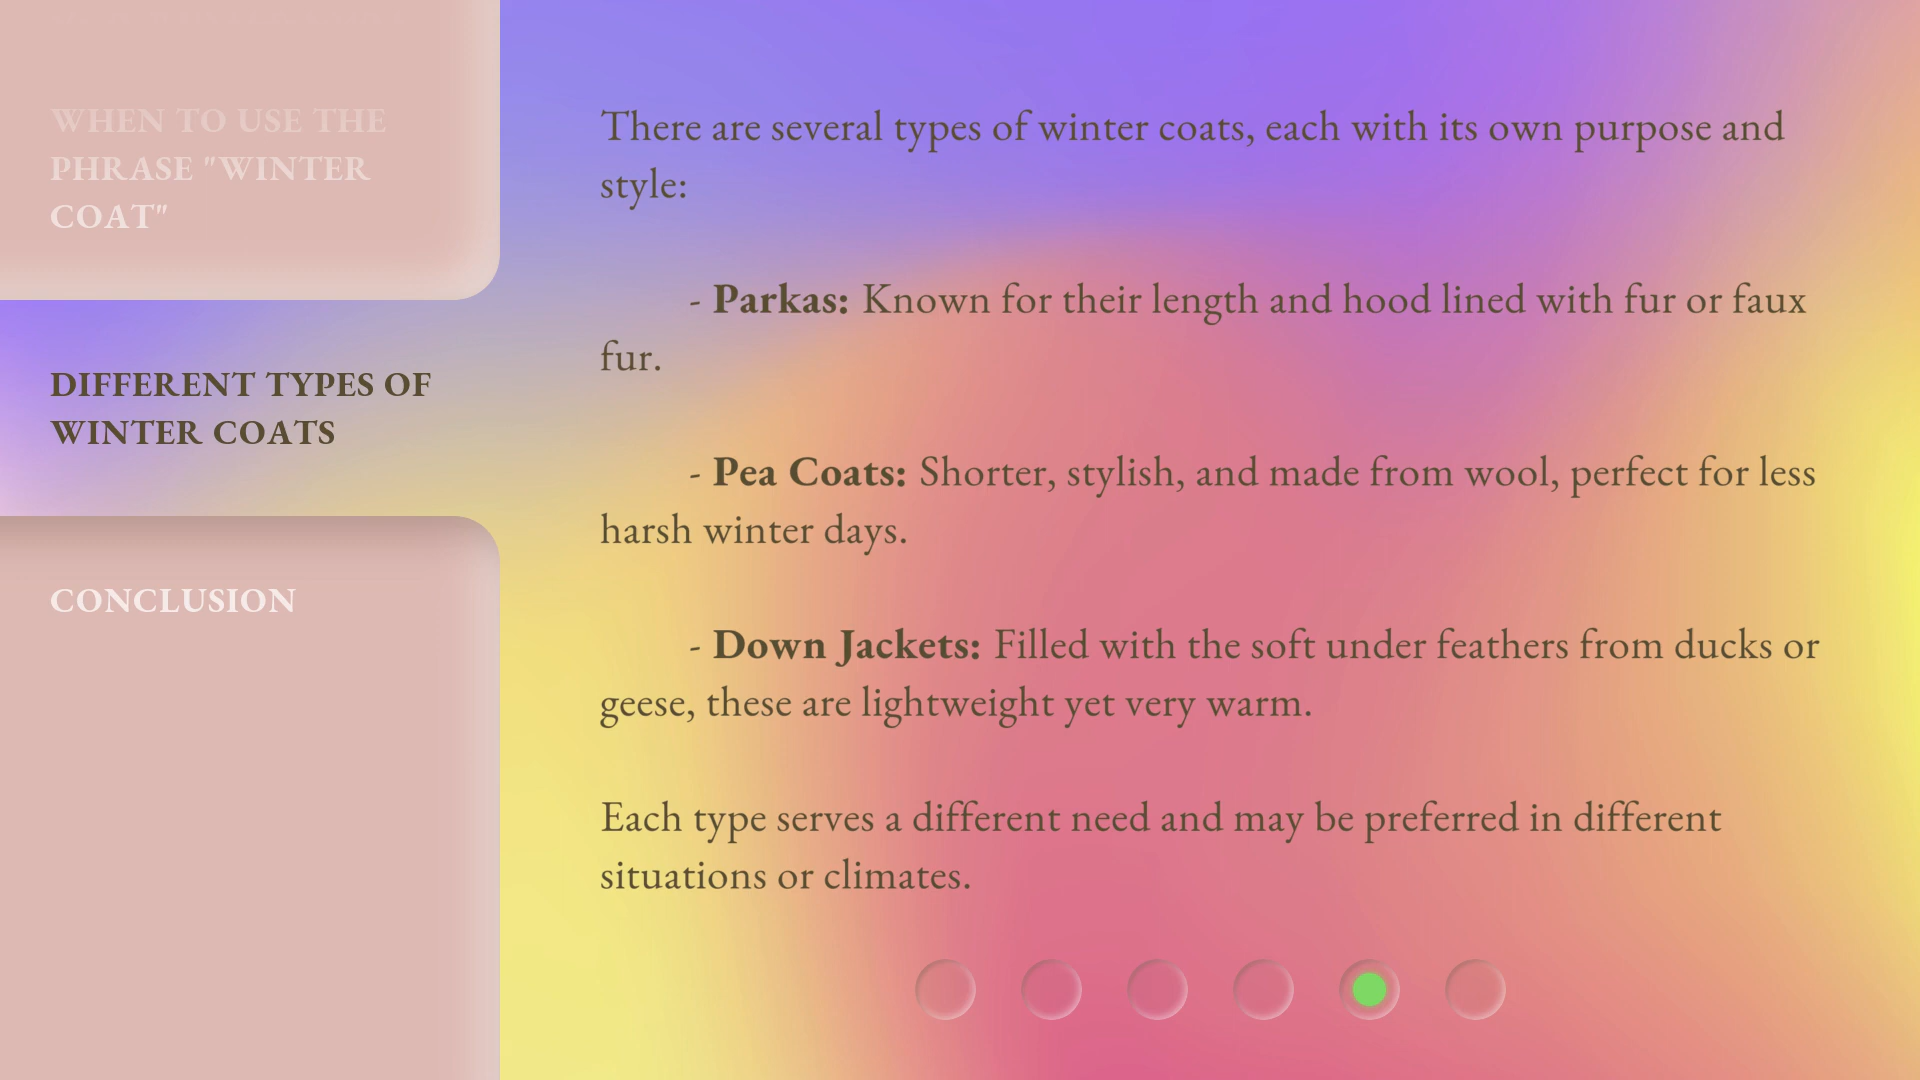 WHEN TO USE THE
PHRASE "WINTER
COAT"
DIFFERENT TYPES OF
WINTER COATS
CONCLUSION
There are several types of winter coats, each with its own purpose and
style:
- Parkas: Known for their length and hood lined with fur or faux
fur.
- Pea Coats: Shorter, stylish, and made from wool, perfect for less
harsh winter days.
- Down Jackets: Filled with the soft under feathers from ducks or
geese, these are lightweight yet very warm.
Each type serves a different need and may be preferred in different
situations or climates.